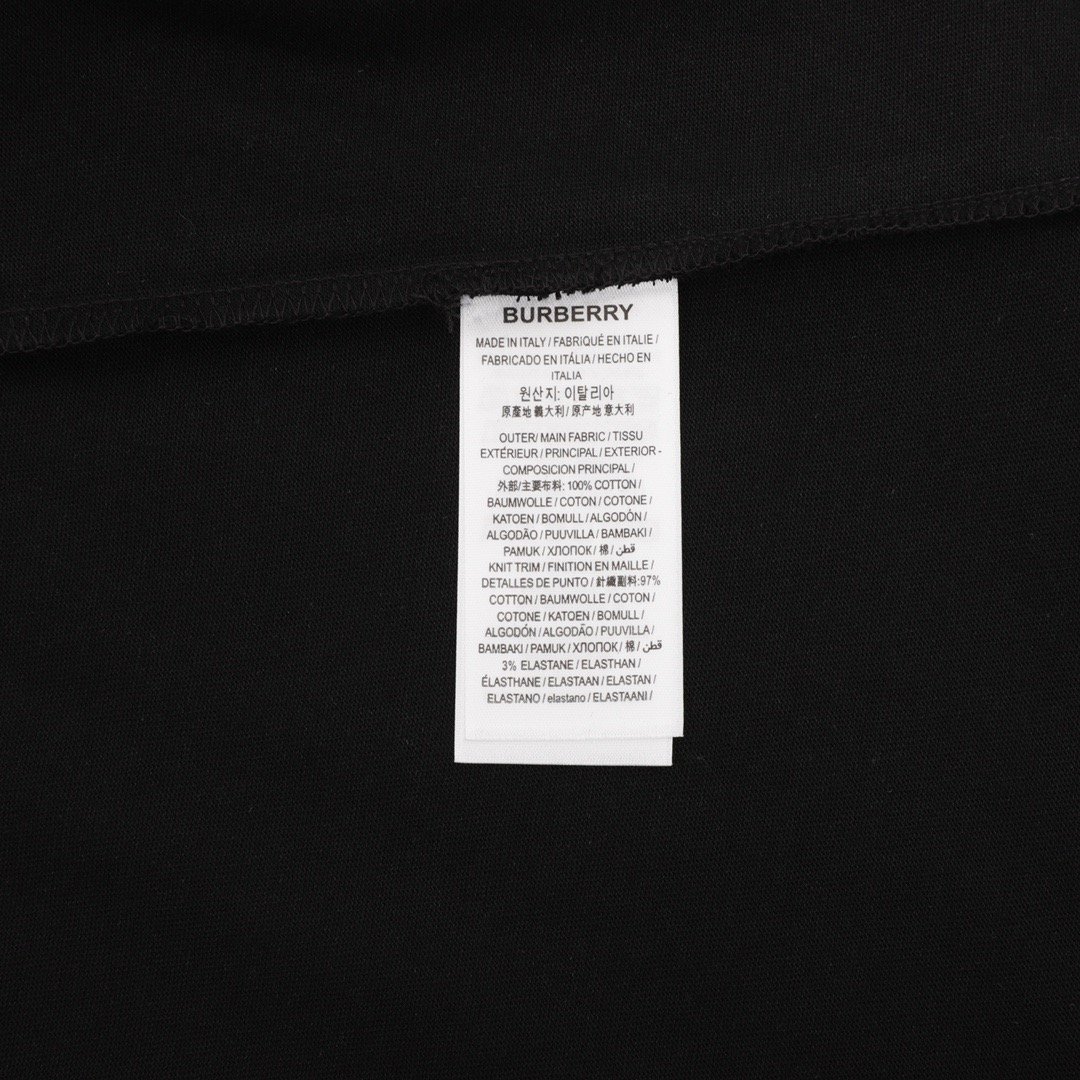 BURBERRY
MADE IN ITALY / FABRIQUÉ EN ITALIE /
FABRICADO EN ITÁLIA / HECHO EN
ITALIA
원산지: 이탈리아
原產地 義大利 / 原产地 意大利
OUTER/ MAIN FABRIC / TISSU
EXTÉRIEUR / PRINCIPAL / EXTERIOR -
COMPOSICION PRINCIPAL /
外部/主要布料: 100% COTTON /
BAUMWOLLE / COTON / COTONE /
KATOEN / BOMULL / ALGODÓN /
ALGODÃO / PUUVILLA / BAMBAKI /
PAMUK / ХЛОПОК / 棉 / قطن
KNIT TRIM / FINITION EN MAILLE /
DETALLES DE PUNTO / 針織副料:97%
COTTON / BAUMWOLLE / COTON /
COTONE / KATOEN / BOMULL /
ALGODÓN / ALGODÃO / PUUVILLA /
BAMBAKI / PAMUK / ХЛОПОК / 棉 / قطن
3% ELASTANE / ELASTHAN /
ÉLASTHANE / ELASTAAN / ELASTAN /
ELASTANO / elastano / ELASTAANI /